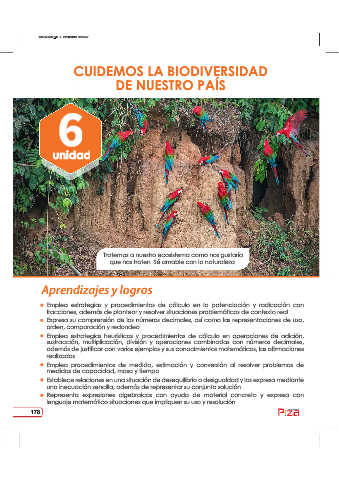 CUIDEMOS LA BIODIVERSIDAD
DE NUESTRO PAÍS
6
unidad
Tratemos a nuestro ecosistema como nos gustaría
que nos traten. Sé amable con la naturaleza
Aprendizajes y logros
Emplea estrategias y procedimientos de cálculo en la potenciación y radicación con
fracciones, además de plantear y resolver situaciones problemáticas de contexto real
Expresa su comprensión de los números decimales, así como las representaciones de uso,
orden, comparación y redondeo
Emplea estrategias heurísticas y procedimientos de cálculo en operaciones de adición,
sustracción, multiplicación, división y operaciones combinadas con números decimales,
además de justificar con varios ejemplos y sus conocimientos matemáticos, las afirmaciones
realizadas
Emplea procedimientos de medida, estimación y conversión al resolver problemas de
medidas de capacidad, masa y tiempo
Establece relaciones en una situación de desequilibrio o desigualdad y las expresa mediante
una inecuación sencilla, además de representar su conjunto solución
Representa expresiones algebraicas con ayuda de material concreto y expresa con
lenguaje matemático situaciones que impliquen su uso y resolución
178